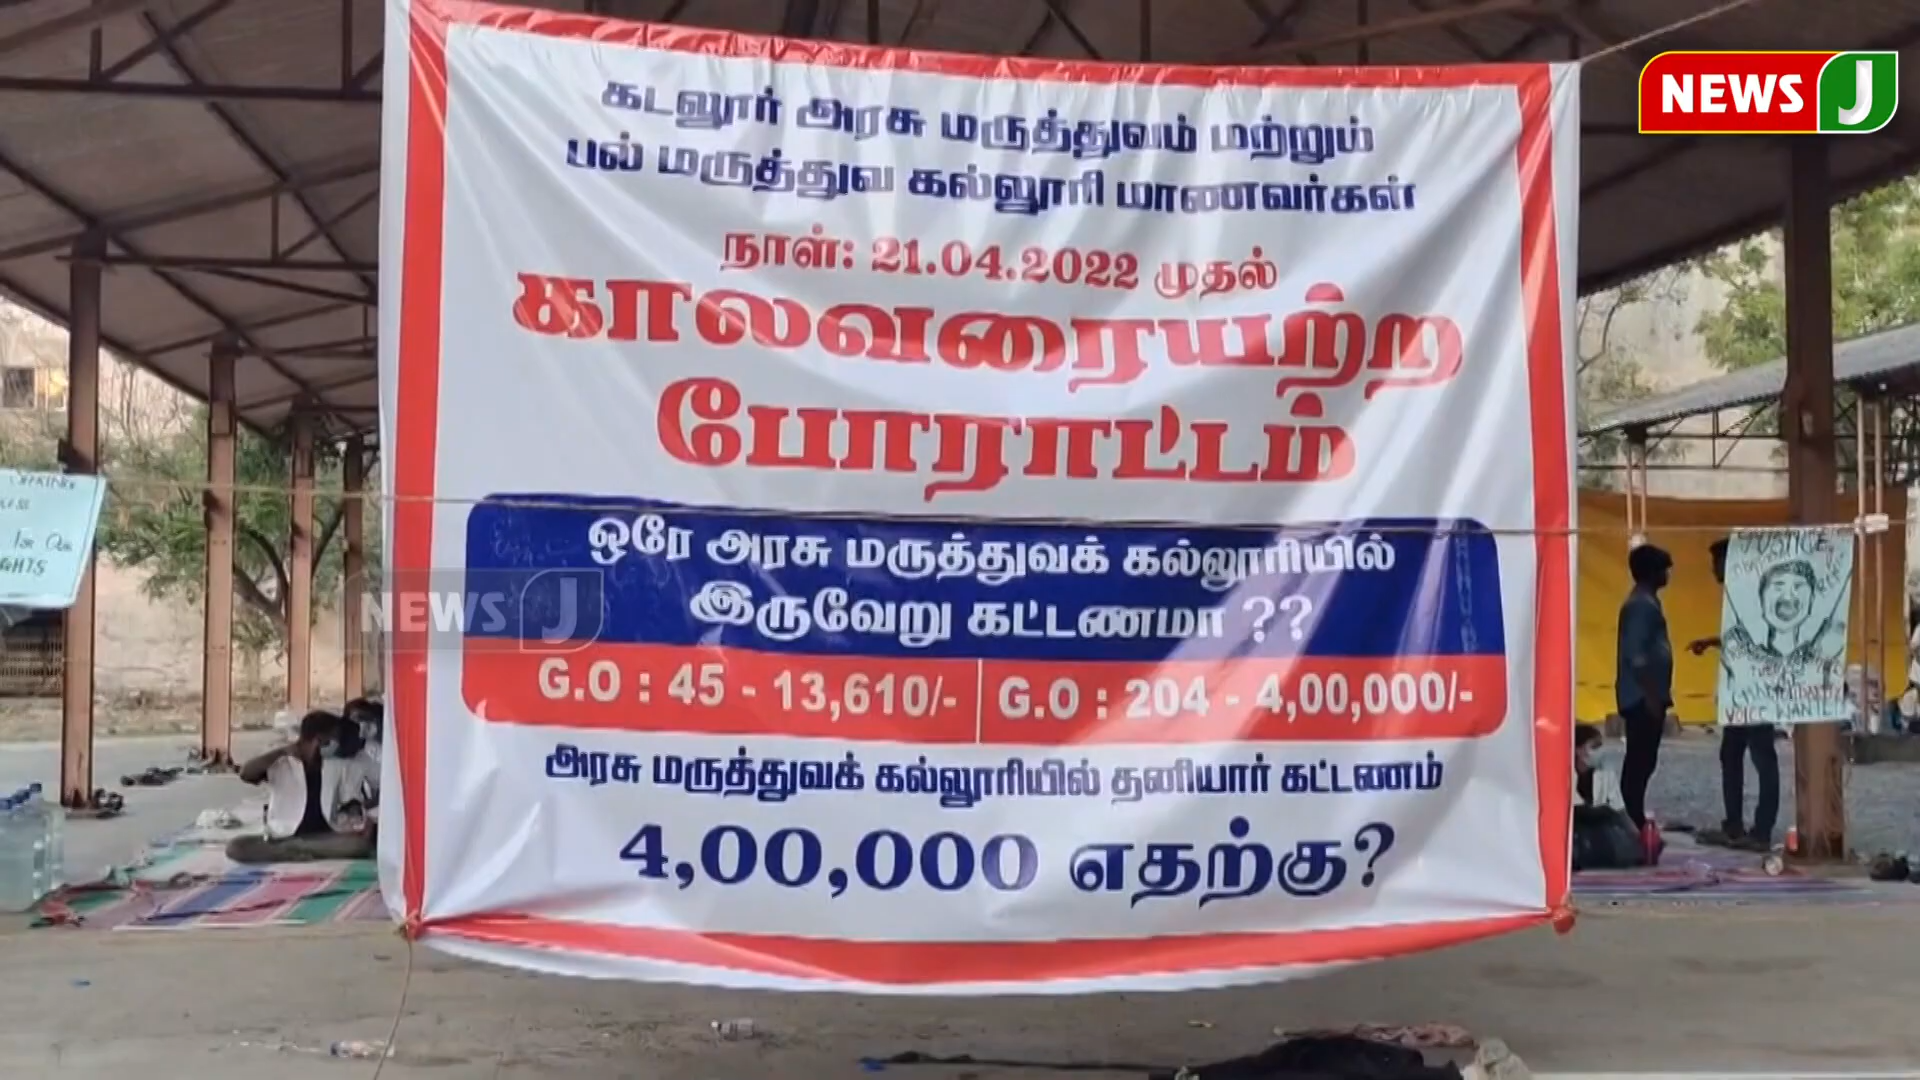 NEWS J
கடலூர் அரசு மருத்துவம் மற்றும்
பல் மருத்துவ கல்லூரி மாணவர்கள்
நாள்: 21.04.2022 முதல்
காலவரையற்ற
போராட்டம்
ஒரே அரசு மருத்துவக் கல்லூரியில்
இருவேறு கட்டணமா ??
G.O : 45 - 13,610/- G.O : 204 - 4,00,000/-
அரசு மருத்துவக் கல்லூரியில் தனியார் கட்டணம்
4,00,000 எதற்கு?
NEWS J
JUSTICE
VOICE